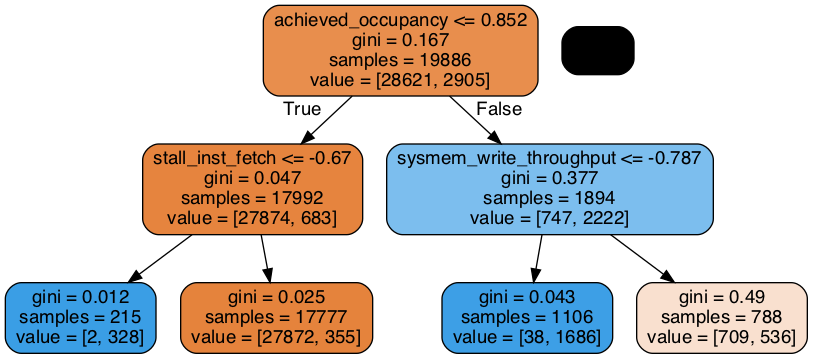 achieved_occupancy <= 0.852
gini = 0.167
samples = 19886
value = [28621, 2905]
True
False
stall_inst_fetch <= -0.67
gini = 0.047
samples = 17992
value = [27874, 683]
sysmem_write_throughput <= -0.787
gini = 0.377
samples = 1894
value = [747, 2222]
gini = 0.012
samples = 215
value = [2, 328]
gini = 0.025
samples = 17777
value = [27872, 355]
gini = 0.043
samples = 1106
value = [38, 1686]
gini = 0.49
samples = 788
value = [709, 536]